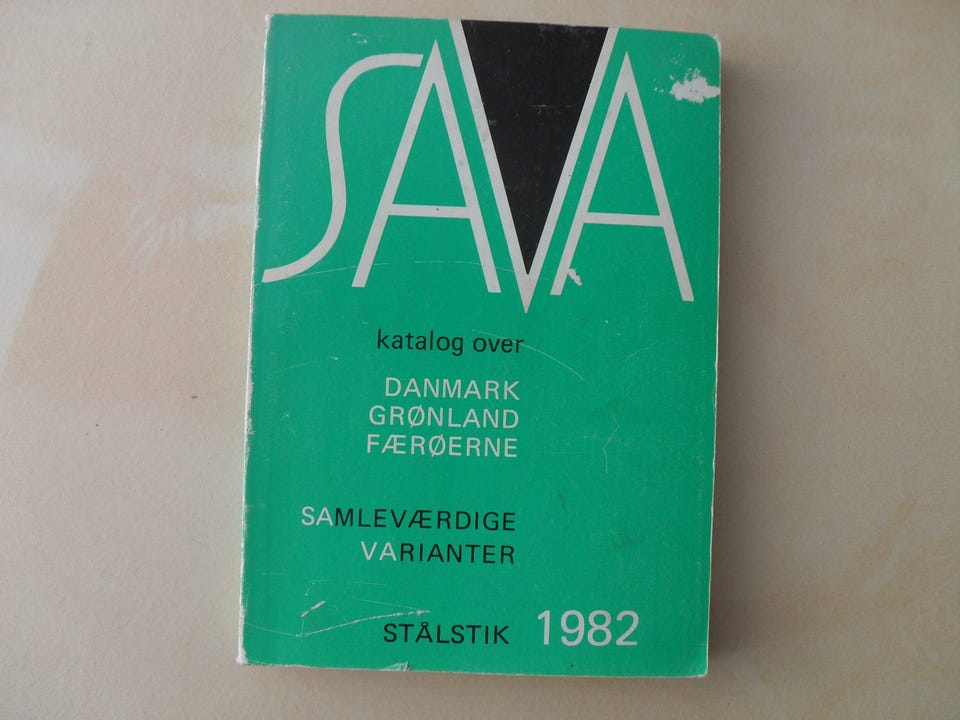 SAVA
katalog over
DANMARK
GRØNLAND
FÆRØERNE
SAMLEVÆRDIGE
VARIANTER
STÅLSTIK 1982